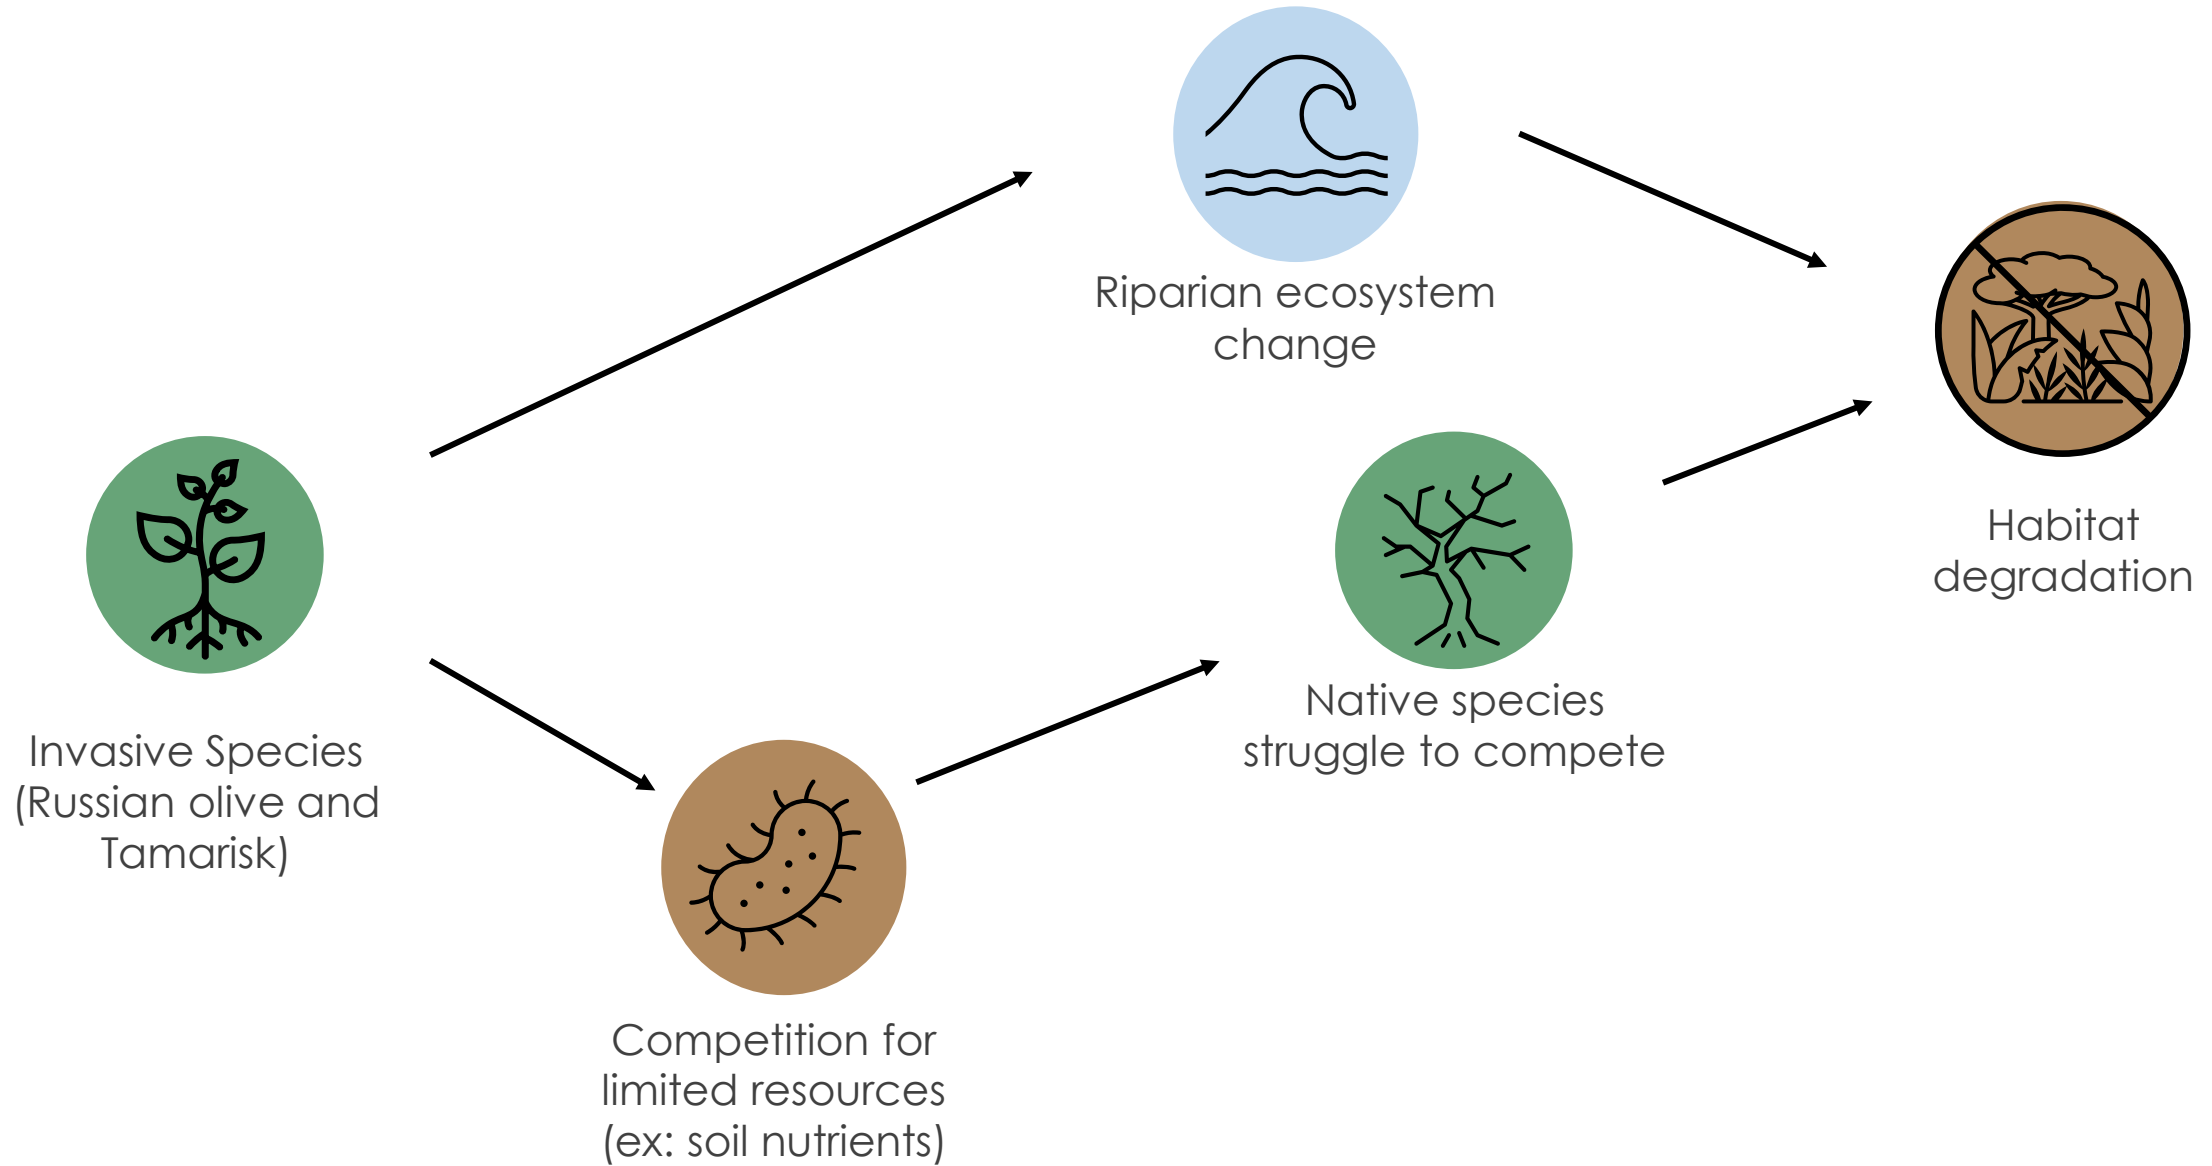 Riparian ecosystem
change
Habitat
degradation
Native species
struggle to compete
Invasive Species
(Russian olive and
Tamarisk)
Competition for
limited resources
(ex: soil nutrients)